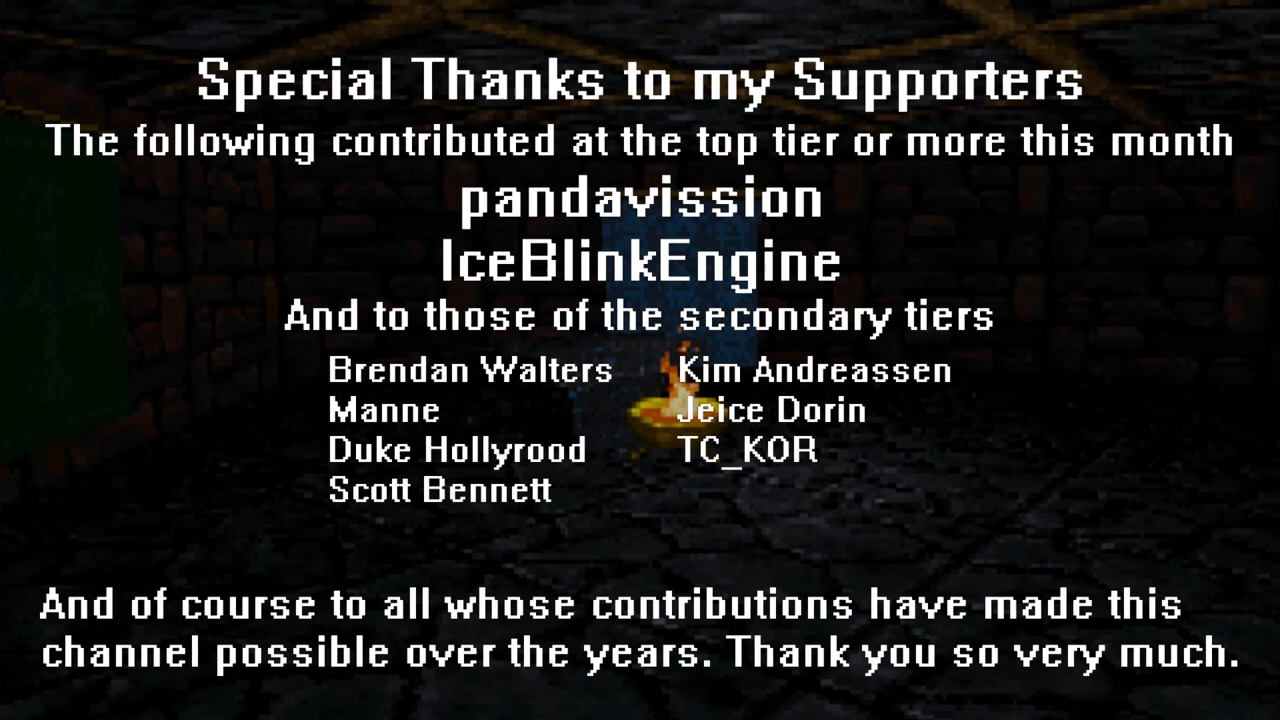 Special Thanks to my Supporters
The following contributed at the top tier or more this month
pandavission
IceBlinkEngine
And to those of the secondary tiers
Brendan Walters
Manne
Duke Hollyrood
Scott Bennett
Kim Andreassen
Jeice Dorin
TC_KOR
And of course to all whose contributions have made this
channel possible over the years. Thank you so very much.